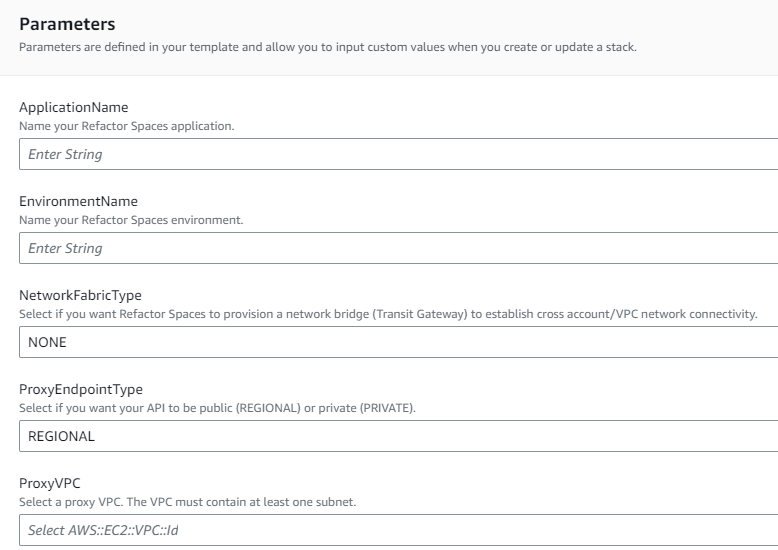 Parameters
Parameters are defined in your template and allow you to input custom values when you create or update a stack.
ApplicationName
Name your Refactor Spaces application.
Enter String
EnvironmentName
Name your Refactor Spaces environment.
Enter String
NetworkFabricType
Select if you want Refactor Spaces to provision a network bridge (Transit Gateway) to establish cross account/VPC network connectivity.
NONE
ProxyEndpointType
Select if you want your API to be public (REGIONAL) or private (PRIVATE).
REGIONAL
ProxyVPC
Select a proxy VPC. The VPC must contain at least one subnet.
Select AWS::EC2::VPC::Id